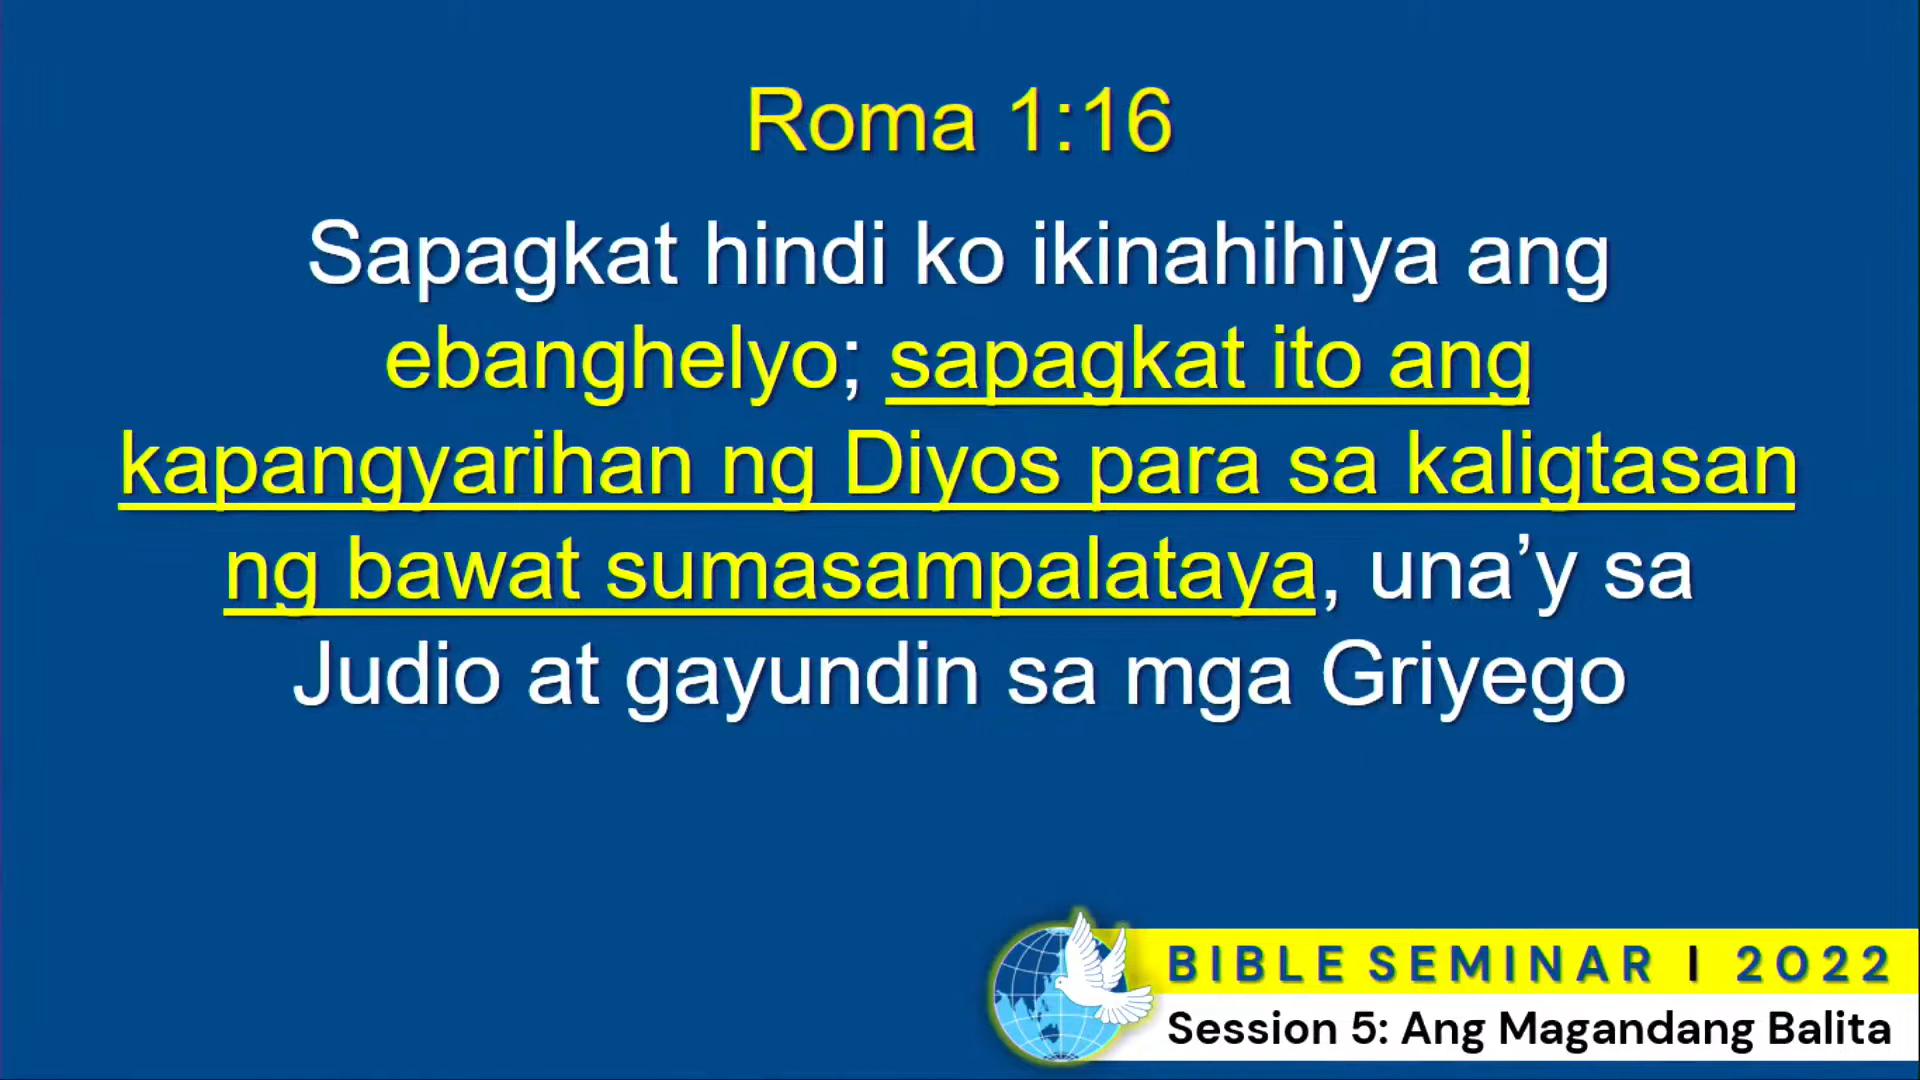 Roma 1:16
Sapagkat hindi ko ikinahihiya ang
ebanghelyo; sapagkat ito ang
kapangyarihan ng Diyos para sa kaligtasan
ng bawat sumasampalataya, una’y sa
Judio at gayundin sa mga Griyego
BIBLE SEMINAR | 2022
Session 5: Ang Magandang Balita